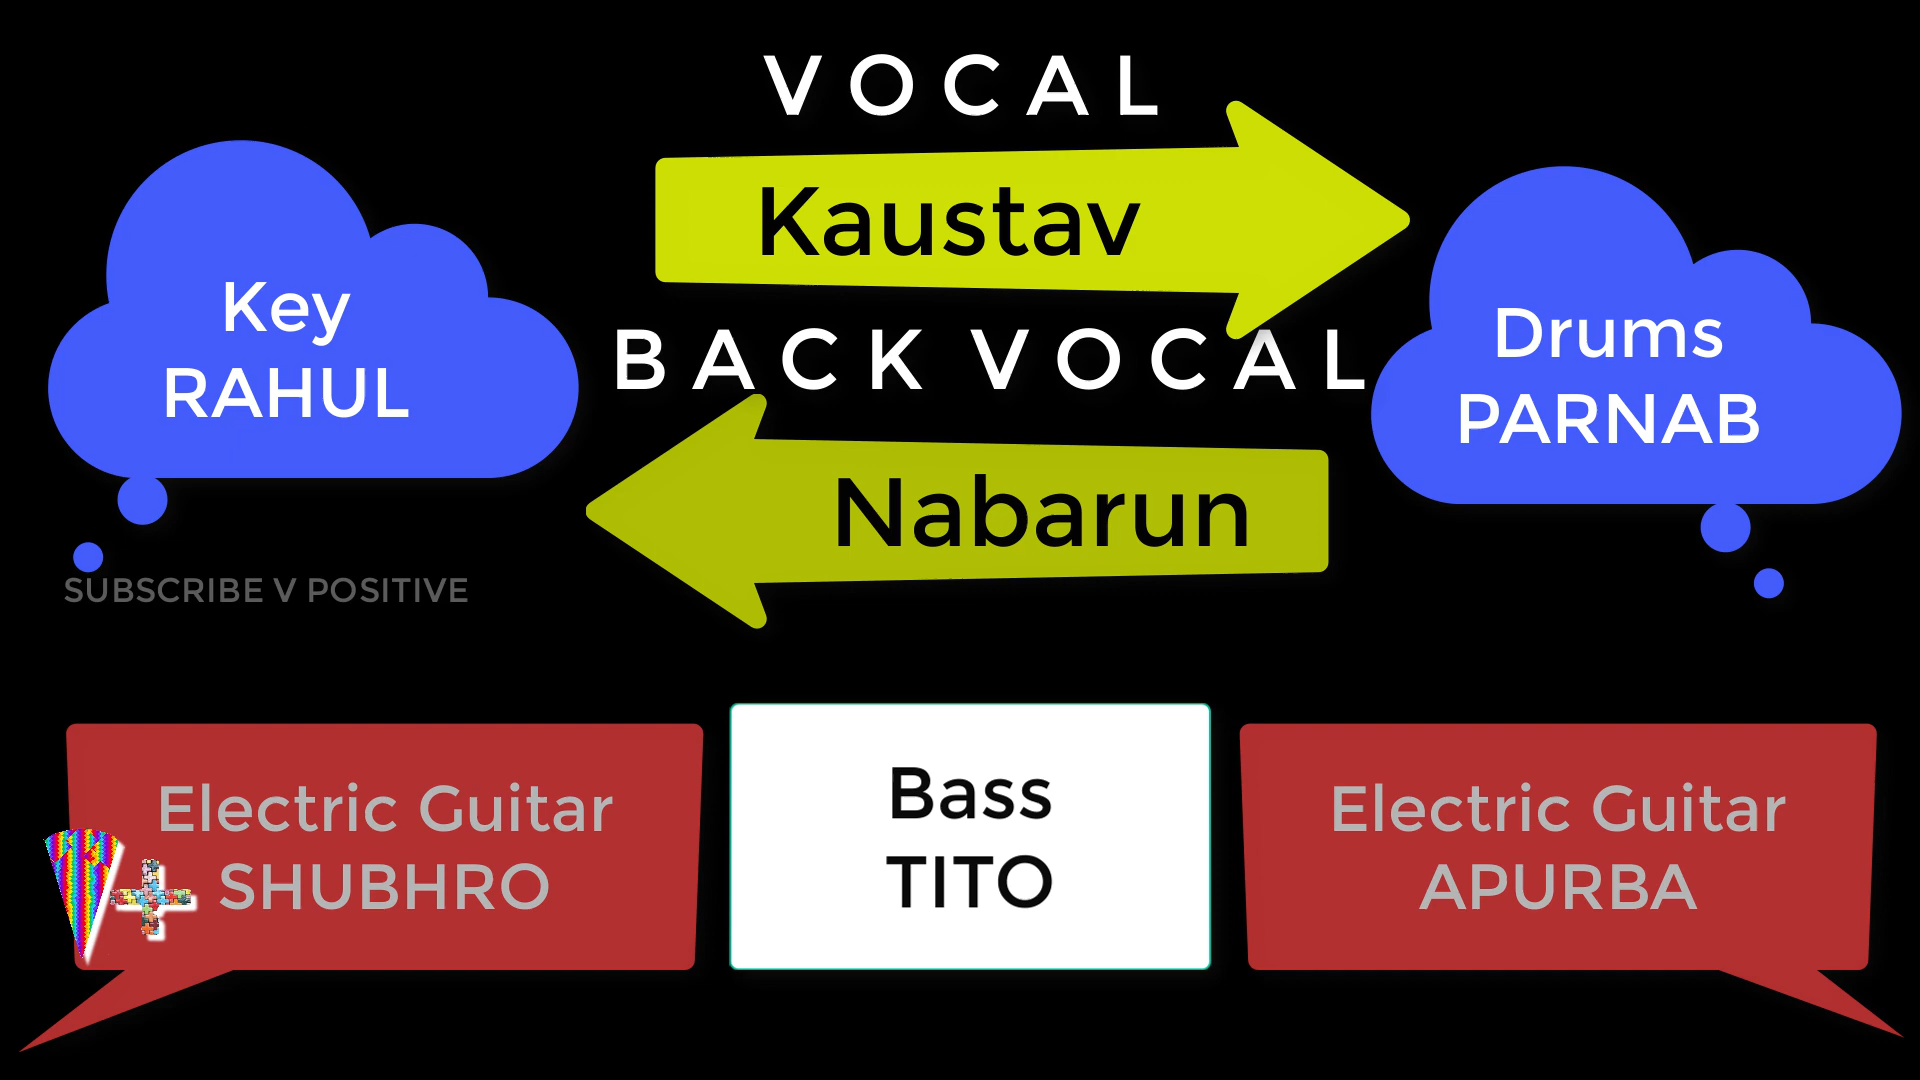 VOCAL
Kaustav
Key
RAHUL
Drums
PARNAB
BACK VOCAL
Nabarun
SUBSCRIBE V POSITIVE
Electric Guitar
SHUBHRO
Bass
TITO
Electric Guitar
APURBA
V+